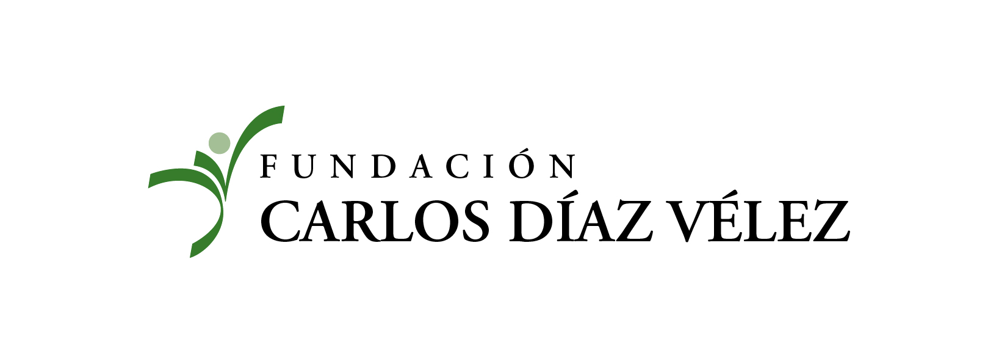 FUNDACIÓN
CARLOS DÍAZ VÉLEZ